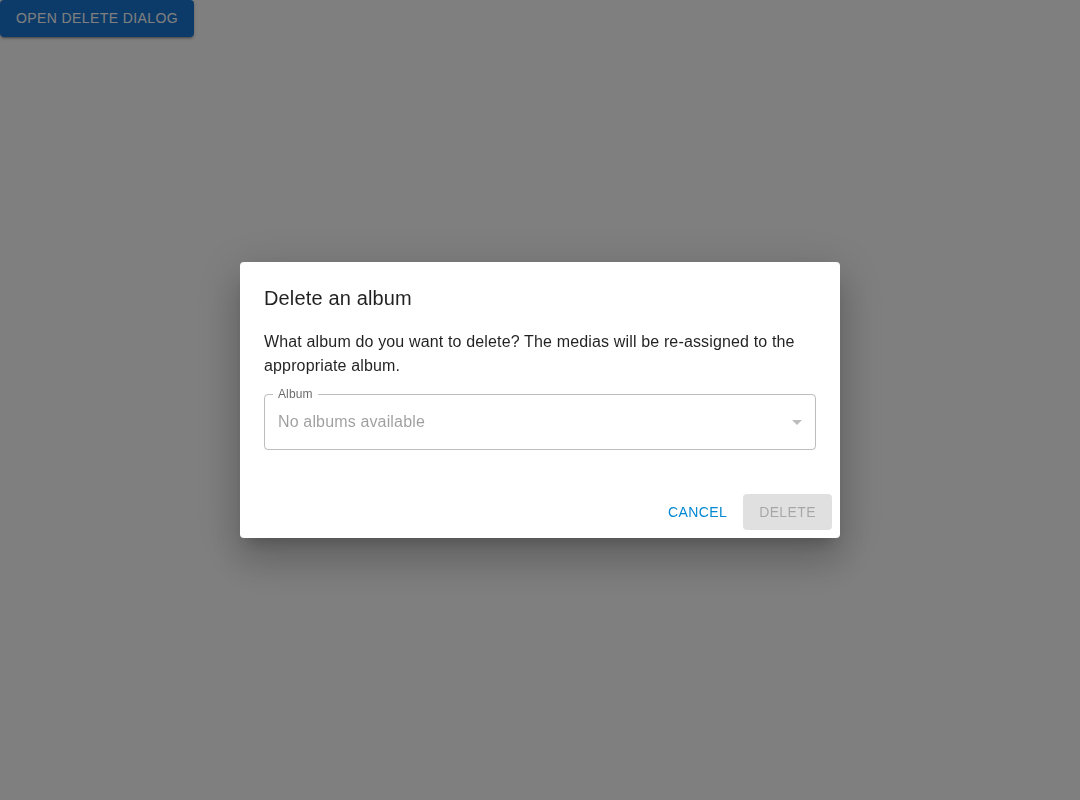 OPEN DELETE DIALOG
Delete an album
What album do you want to delete? The medias will be re-assigned to the
appropriate album.
Album
No albums available
CANCEL DELETE